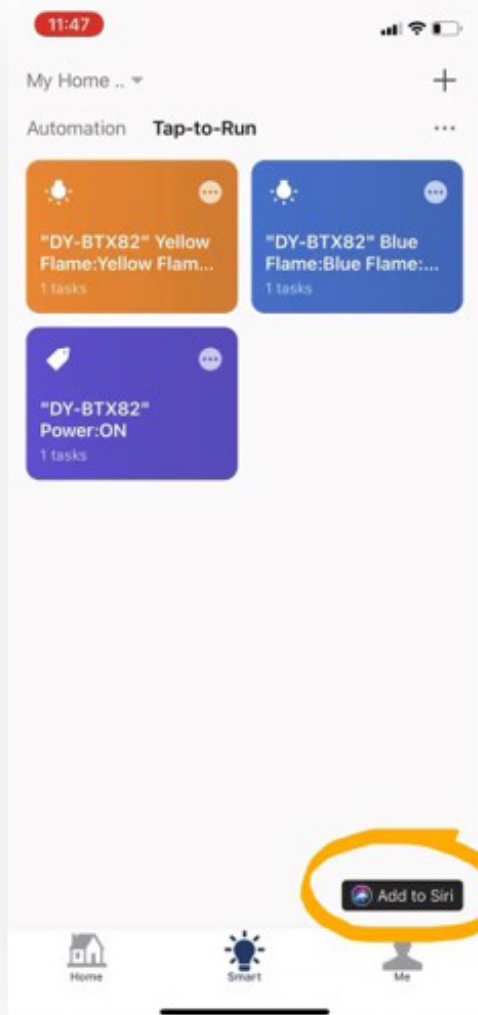 11:47
My Home ..
Automation Tap-to-Run
"DY-BTX82" Yellow
Flame:Yellow Flam...
1 tasks
"DY-BTX82" Blue
Flame:Blue Flame:...
1 tasks
"DY-BTX82"
Power:ON
1 tasks
Add to Siri
Home Smart Me